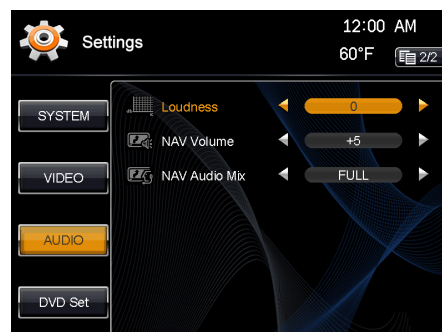 Settings
12:00 AM
60°F
2/2
SYSTEM
VIDEO
AUDIO
DVD Set
Loudness 0
NAV Volume +5
NAV Audio Mix FULL